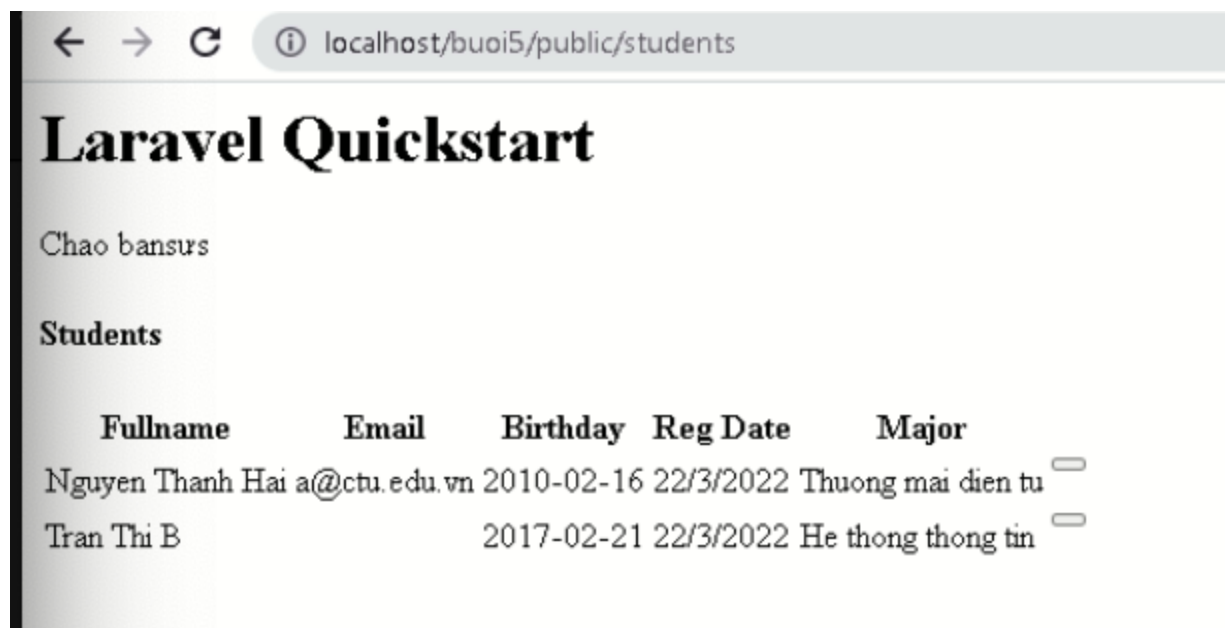 localhost/buoi5/public/students
Laravel Quickstart
Chao bansurs
Students
Fullname Email Birthday Reg Date Major
Nguyen Thanh Hai a@ctu.edu.vn 2010-02-16 22/3/2022 Thuong mai dien tu
Tran Thi B 2017-02-21 22/3/2022 He thong thong tin